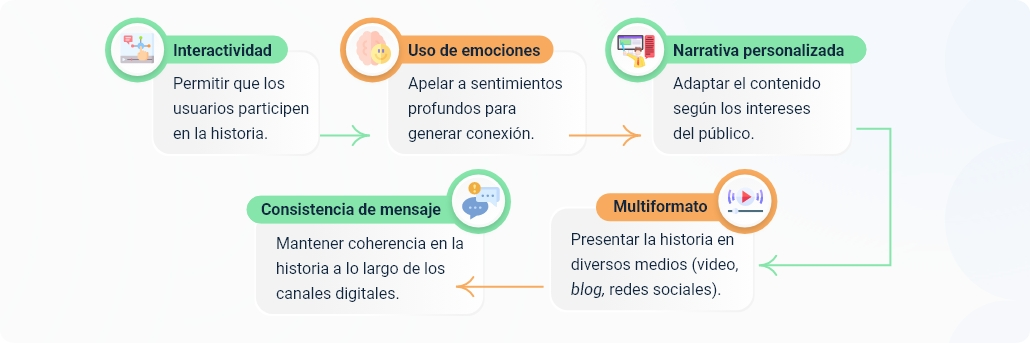 Interactividad
Permitir que los
usuarios participen
en la historia.
Uso de emociones
Apelar a sentimientos
profundos para
generar conexión.
Narrativa personalizada
Adaptar el contenido
según los intereses
del público.
Multiformato
Presentar la historia en
diversos medios (video,
blog, redes sociales).
Consistencia de mensaje
Mantener coherencia en la
historia a lo largo de los
canales digitales.